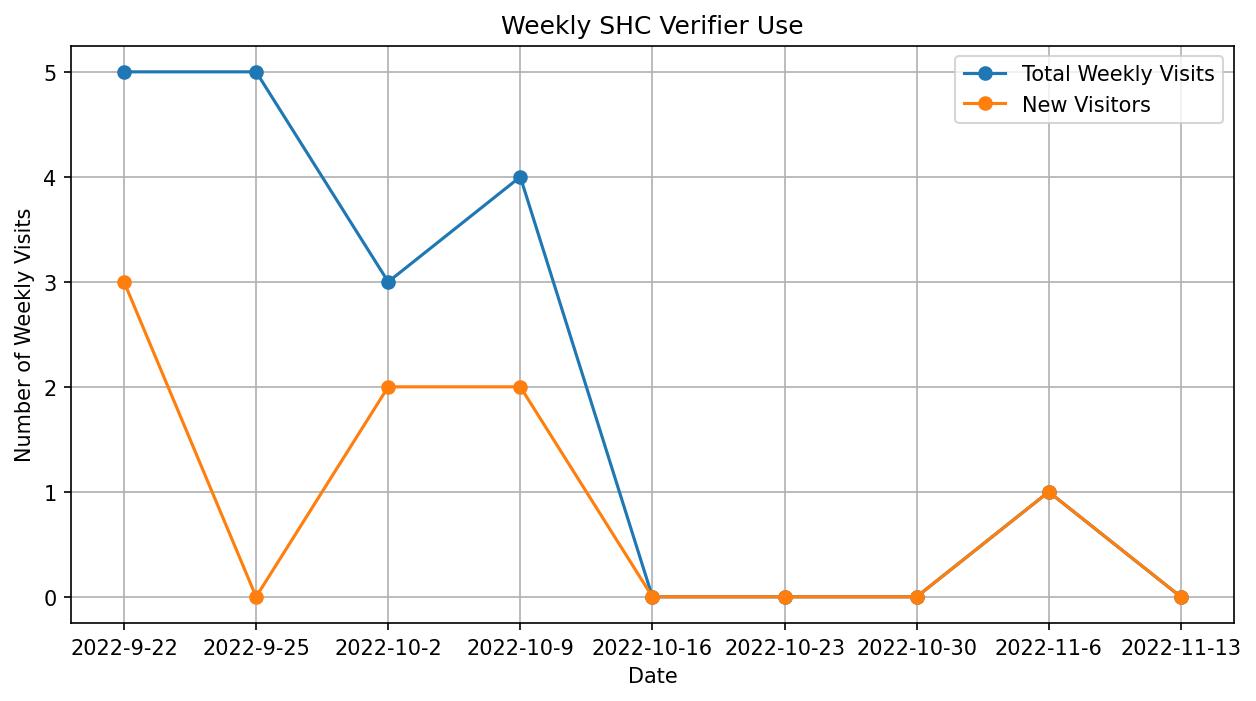 Weekly SHC Verifier Use
Total Weekly Visits
New Visitors
Number of Weekly Visits
5
4
3
2
1
0
2022-9-22 2022-9-25 2022-10-2 2022-10-9 2022-10-16 2022-10-23 2022-10-30 2022-11-6 2022-11-13
Date